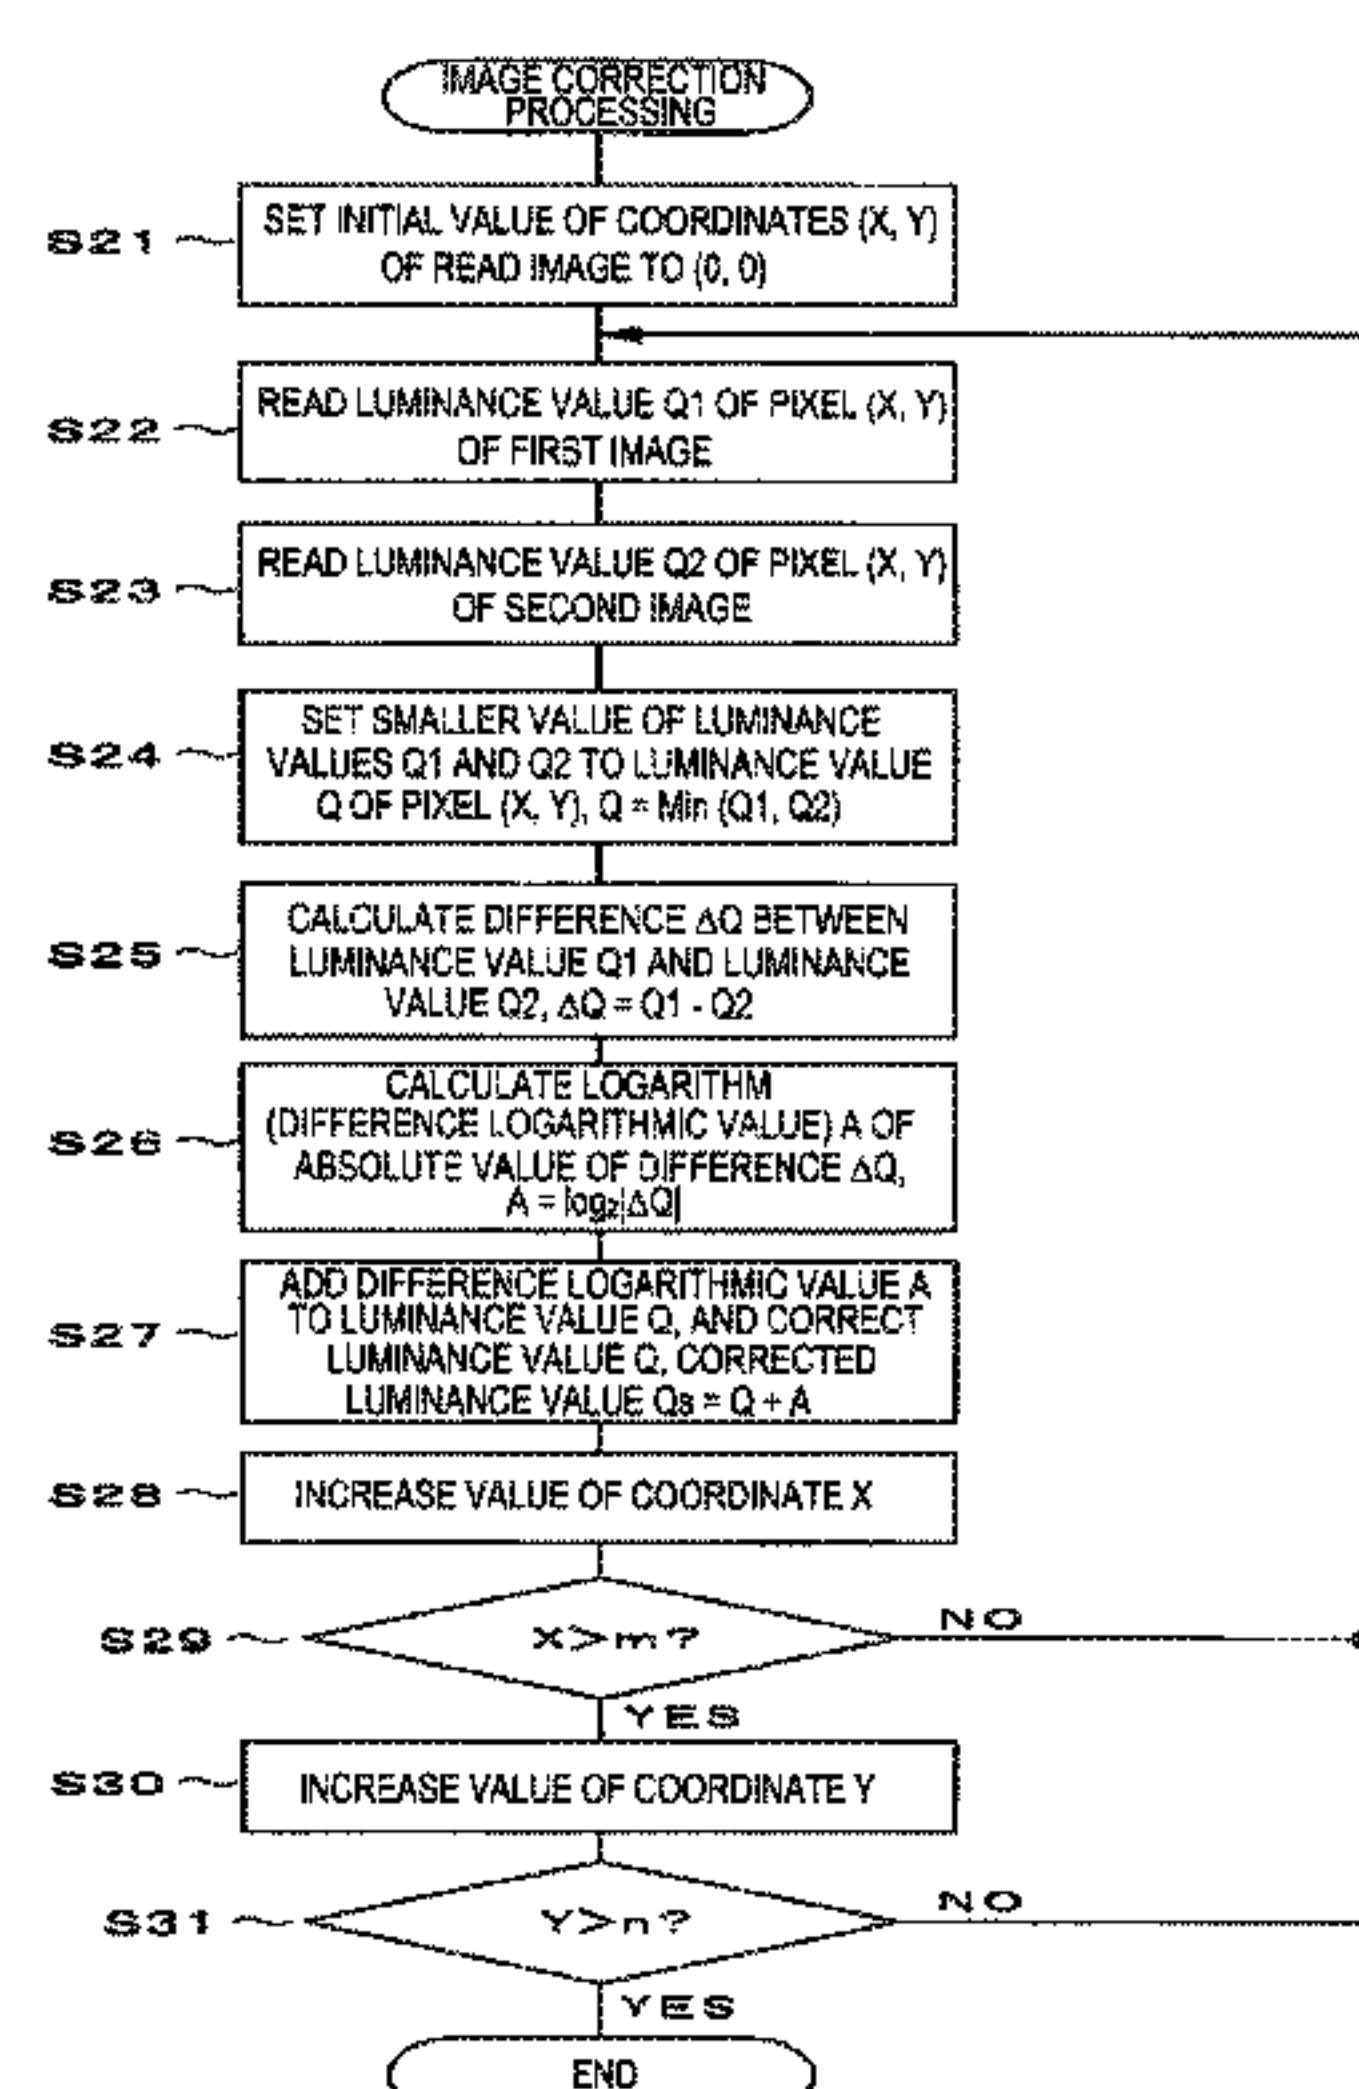 IMAGE CORRECTION
PROCESSING
S21
SET INITIAL VALUE OF COORDINATES (X, Y)
OF READ IMAGE TO (0, 0)
S22
READ LUMINANCE VALUE Q1 OF PIXEL (X, Y)
OF FIRST IMAGE
S23
READ LUMINANCE VALUE Q2 OF PIXEL (X, Y)
OF SECOND IMAGE
S24
SET SMALLER VALUE OF LUMINANCE
VALUES Q1 AND Q2 TO LUMINANCE VALUE
Q OF PIXEL (X, Y), Q = Min (Q1, Q2)
S25
CALCULATE DIFFERENCE ΔQ BETWEEN
LUMINANCE VALUE Q1 AND LUMINANCE
VALUE Q2, ΔQ = Q1 - Q2
S26
CALCULATE LOGARITHM
(DIFFERENCE LOGARITHMIC VALUE) A OF
ABSOLUTE VALUE OF DIFFERENCE ΔQ,
A = log₂|ΔQ|
S27
ADD DIFFERENCE LOGARITHMIC VALUE A
TO LUMINANCE VALUE Q, AND CORRECT
LUMINANCE VALUE Q, CORRECTED
LUMINANCE VALUE Qs = Q + A
S28
INCREASE VALUE OF COORDINATE X
S29
X>m?
NO
YES
S30
INCREASE VALUE OF COORDINATE Y
S31
Y>n?
NO
YES
END